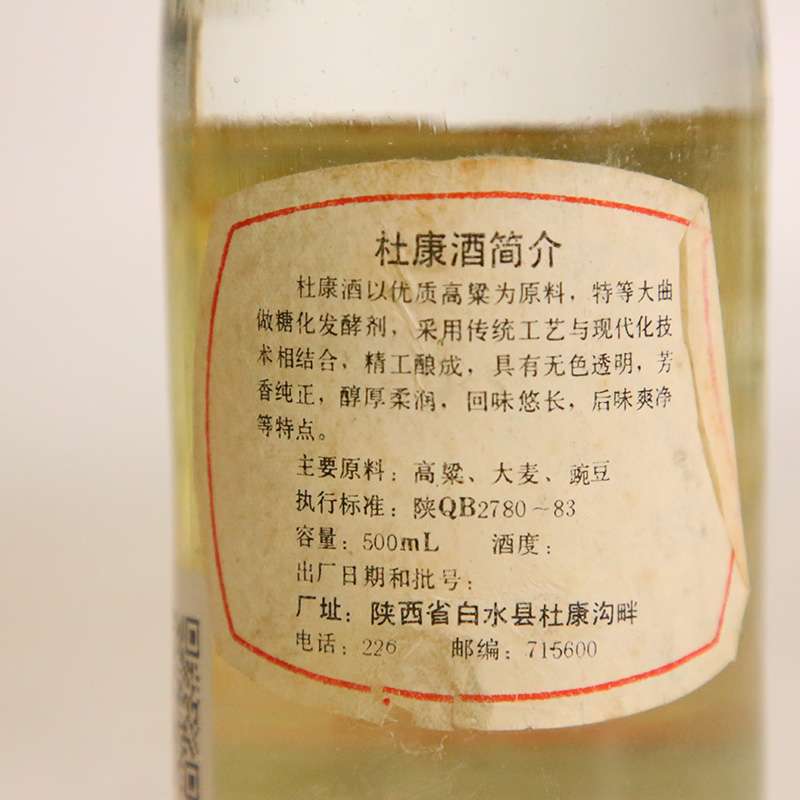 杜康酒简介
杜康酒以优质高粱为原料，特等大曲
做糖化发酵剂，采用传统工艺与现代化技
术相结合，精工酿成，具有无色透明，芳
香纯正，醇厚柔润，回味悠长，后味爽净
等特点。
主要原料：高粱、大麦、豌豆
执行标准：陕QB2780～83
容量：500mL 酒度：
出厂日期和批号：
厂址：陕西省白水县杜康沟畔
电话：226 邮编：715600